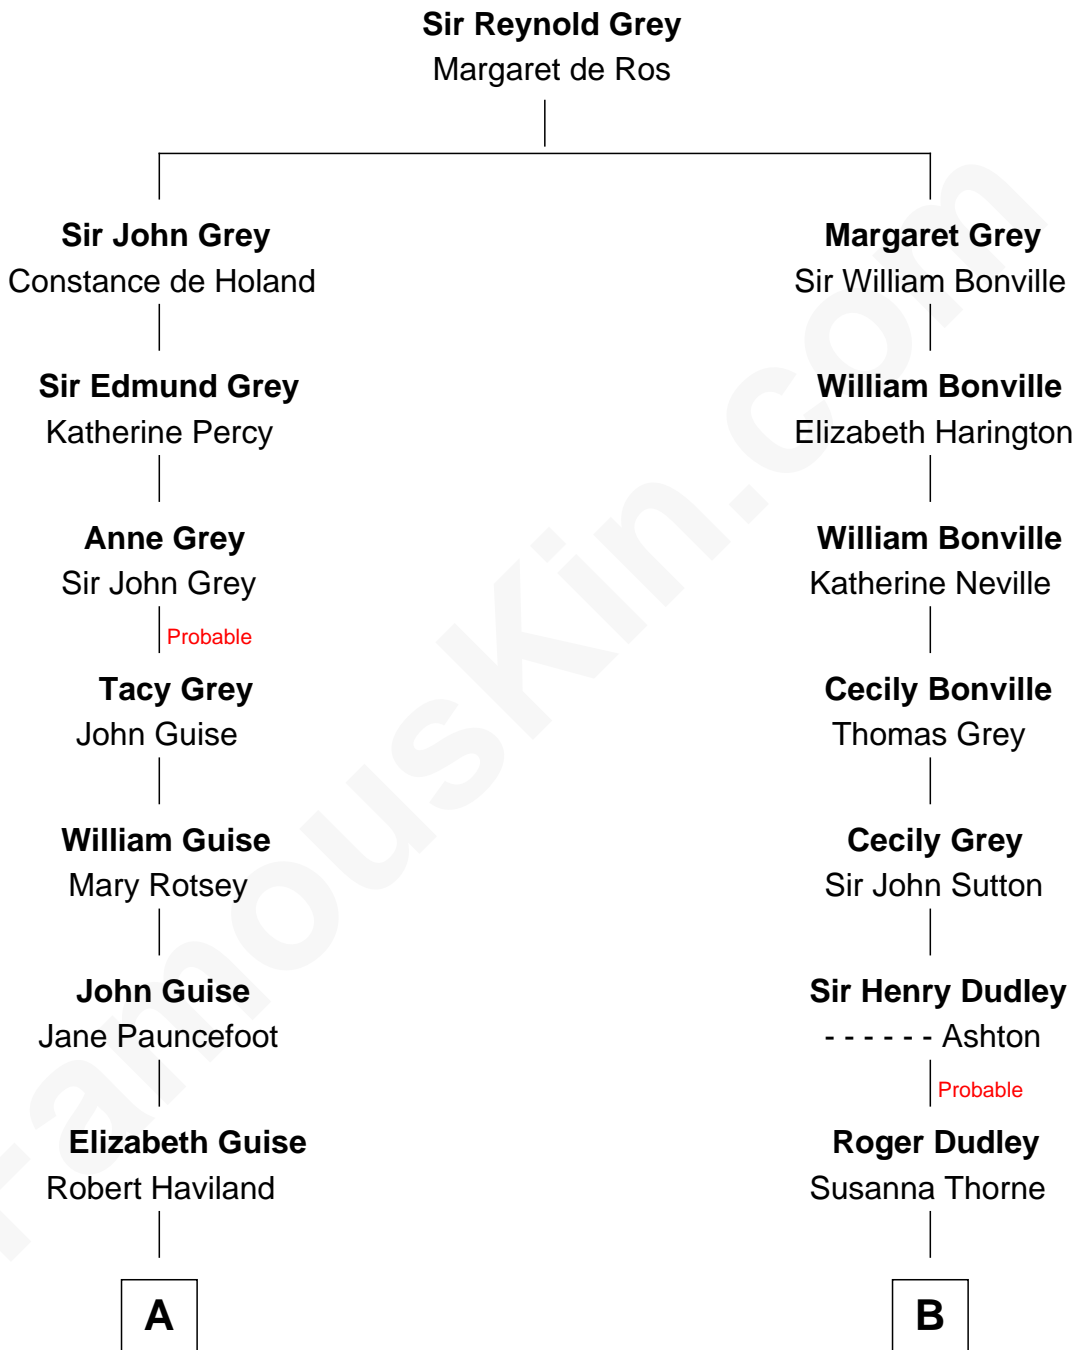 Sir Reynold Grey
Margaret de Ros
Sir John Grey
Constance de Holand
Margaret Grey
Sir William Bonville
Sir Edmund Grey
Katherine Percy
William Bonville
Elizabeth Harington
Anne Grey
Sir John Grey
William Bonville
Katherine Neville
Probable
Tacy Grey
John Guise
Cecily Bonville
Thomas Grey
William Guise
Mary Rotsey
Cecily Grey
Sir John Sutton
John Guise
Jane Pauncefoot
Sir Henry Dudley
- - - - - - Ashton
Probable
Elizabeth Guise
Robert Haviland
Roger Dudley
Susanna Thorne
A
B
FamousKin.com